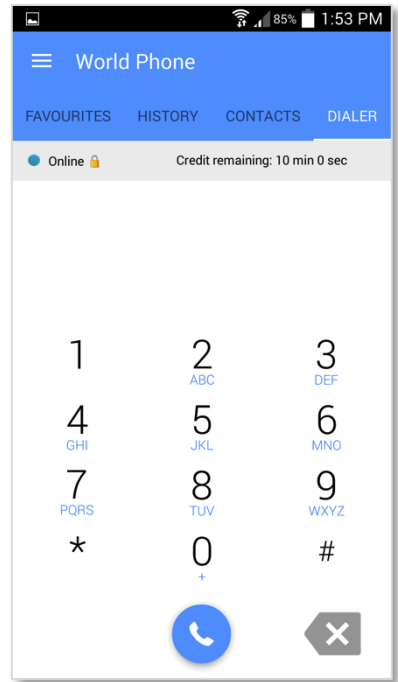 85% 1:53 PM
World Phone
FAVOURITES HISTORY CONTACTS DIALER
Online Credit remaining: 10 min 0 sec
1 2 3
ABC DEF
4 5 6
GHI JKL MNO
7 8 9
PQRS TUV WXYZ
* 0 #
+